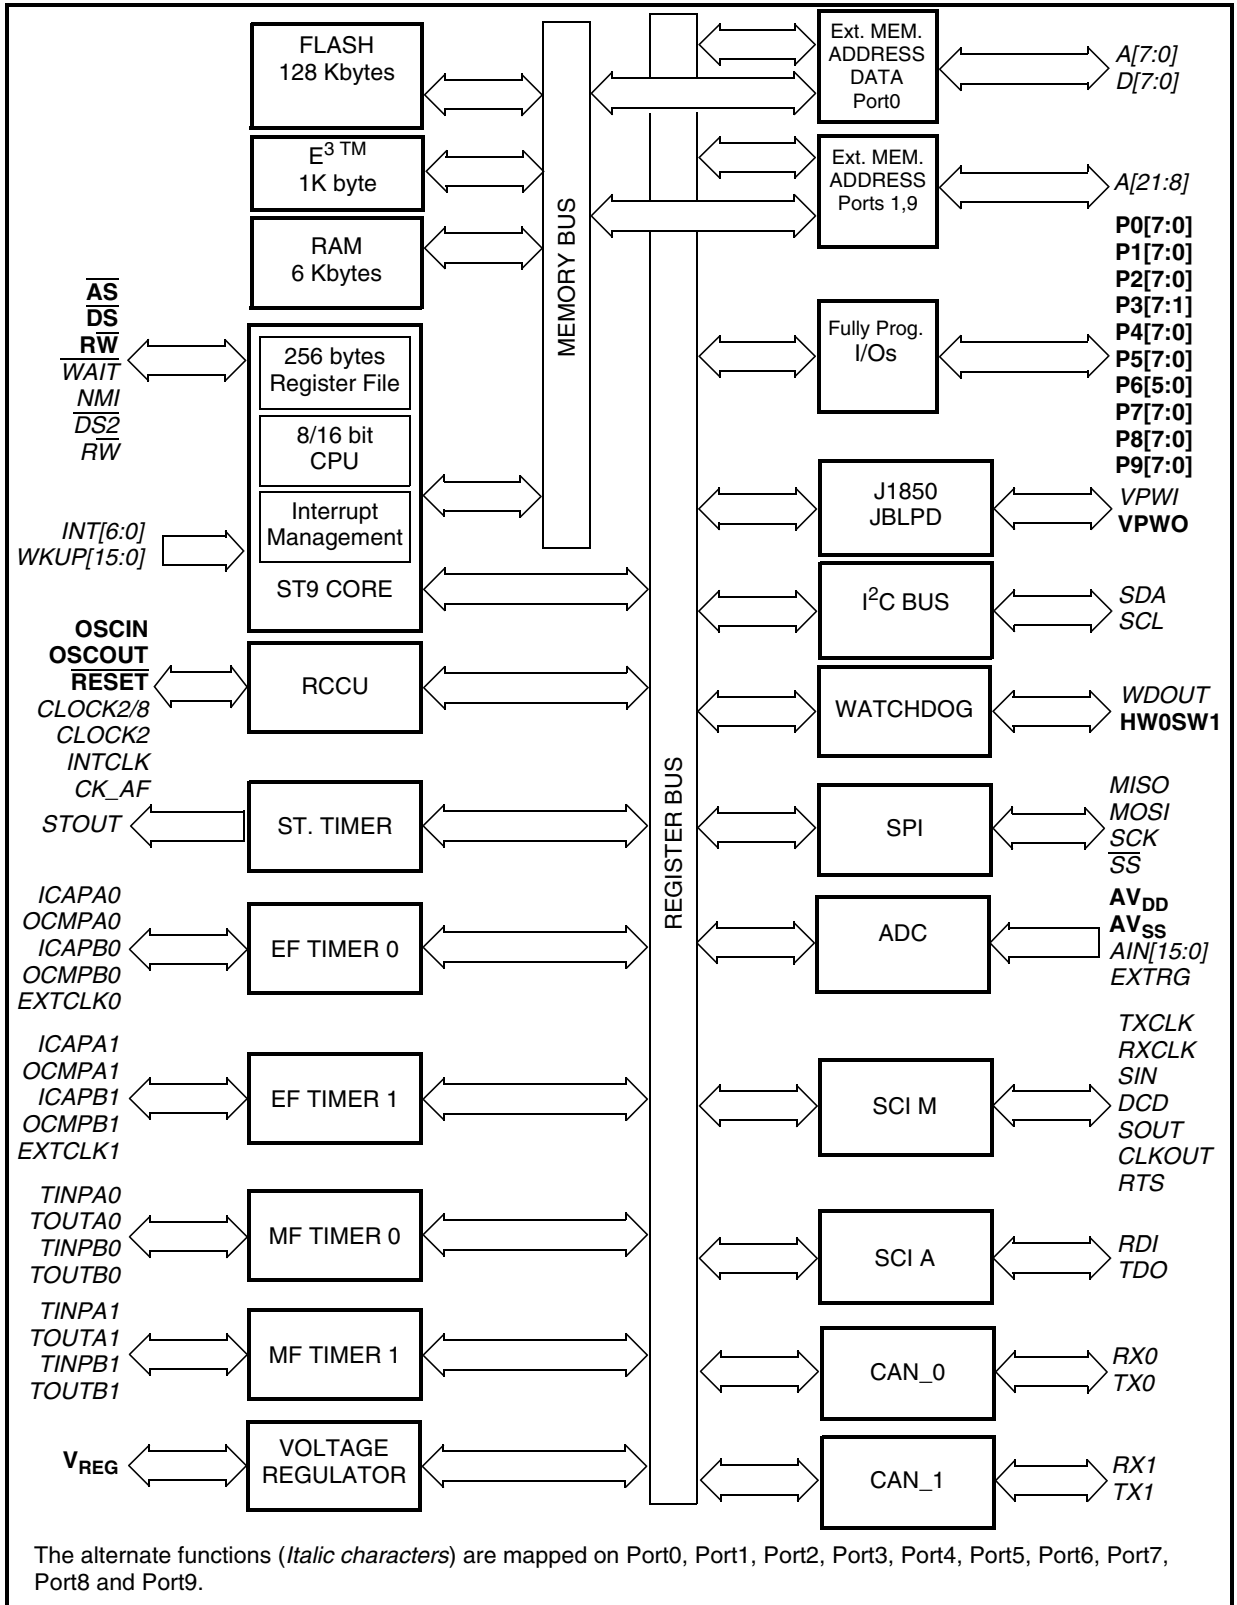 FLASH
128 Kbytes
E3 TM
1K byte
RAM
6 Kbytes
AS
DS
RW
WAIT
NMI
DS2
RW
256 bytes
Register File
8/16 bit
CPU
Interrupt
Management
ST9 CORE
INT[6:0]
WKUP[15:0]
OSCIN
OSCOUT
RESET
CLOCK2/8
CLOCK2
INTCLK
CK_AF
RCCU
STOUT
ST. TIMER
ICAPA0
OCMPA0
ICAPB0
OCMPB0
EXTCLK0
EF TIMER 0
ICAPA1
OCMPA1
ICAPB1
OCMPB1
EXTCLK1
EF TIMER 1
TINPA0
TOUTA0
TINPB0
TOUTB0
MF TIMER 0
TINPA1
TOUTA1
TINPB1
TOUTB1
MF TIMER 1
VREG
VOLTAGE
REGULATOR
MEMORY BUS
REGISTER BUS
Ext. MEM.
ADDRESS
DATA
Port0
A[7:0]
D[7:0]
Ext. MEM.
ADDRESS
Ports 1,9
A[21:8]
Fully Prog.
I/Os
P0[7:0]
P1[7:0]
P2[7:0]
P3[7:1]
P4[7:0]
P5[7:0]
P6[5:0]
P7[7:0]
P8[7:0]
P9[7:0]
J1850
JBLPD
VPWI
VPWO
I2C BUS
SDA
SCL
WATCHDOG
WDOUT
HW0SW1
SPI
MISO
MOSI
SCK
SS
ADC
AVDD
AVSS
AIN[15:0]
EXTRG
SCI M
TXCLK
RXCLK
SIN
DCD
SOUT
CLKOUT
RTS
SCI A
RDI
TDO
CAN_0
RX0
TX0
CAN_1
RX1
TX1
The alternate functions (Italic characters) are mapped on Port0, Port1, Port2, Port3, Port4, Port5, Port6, Port7,
Port8 and Port9.